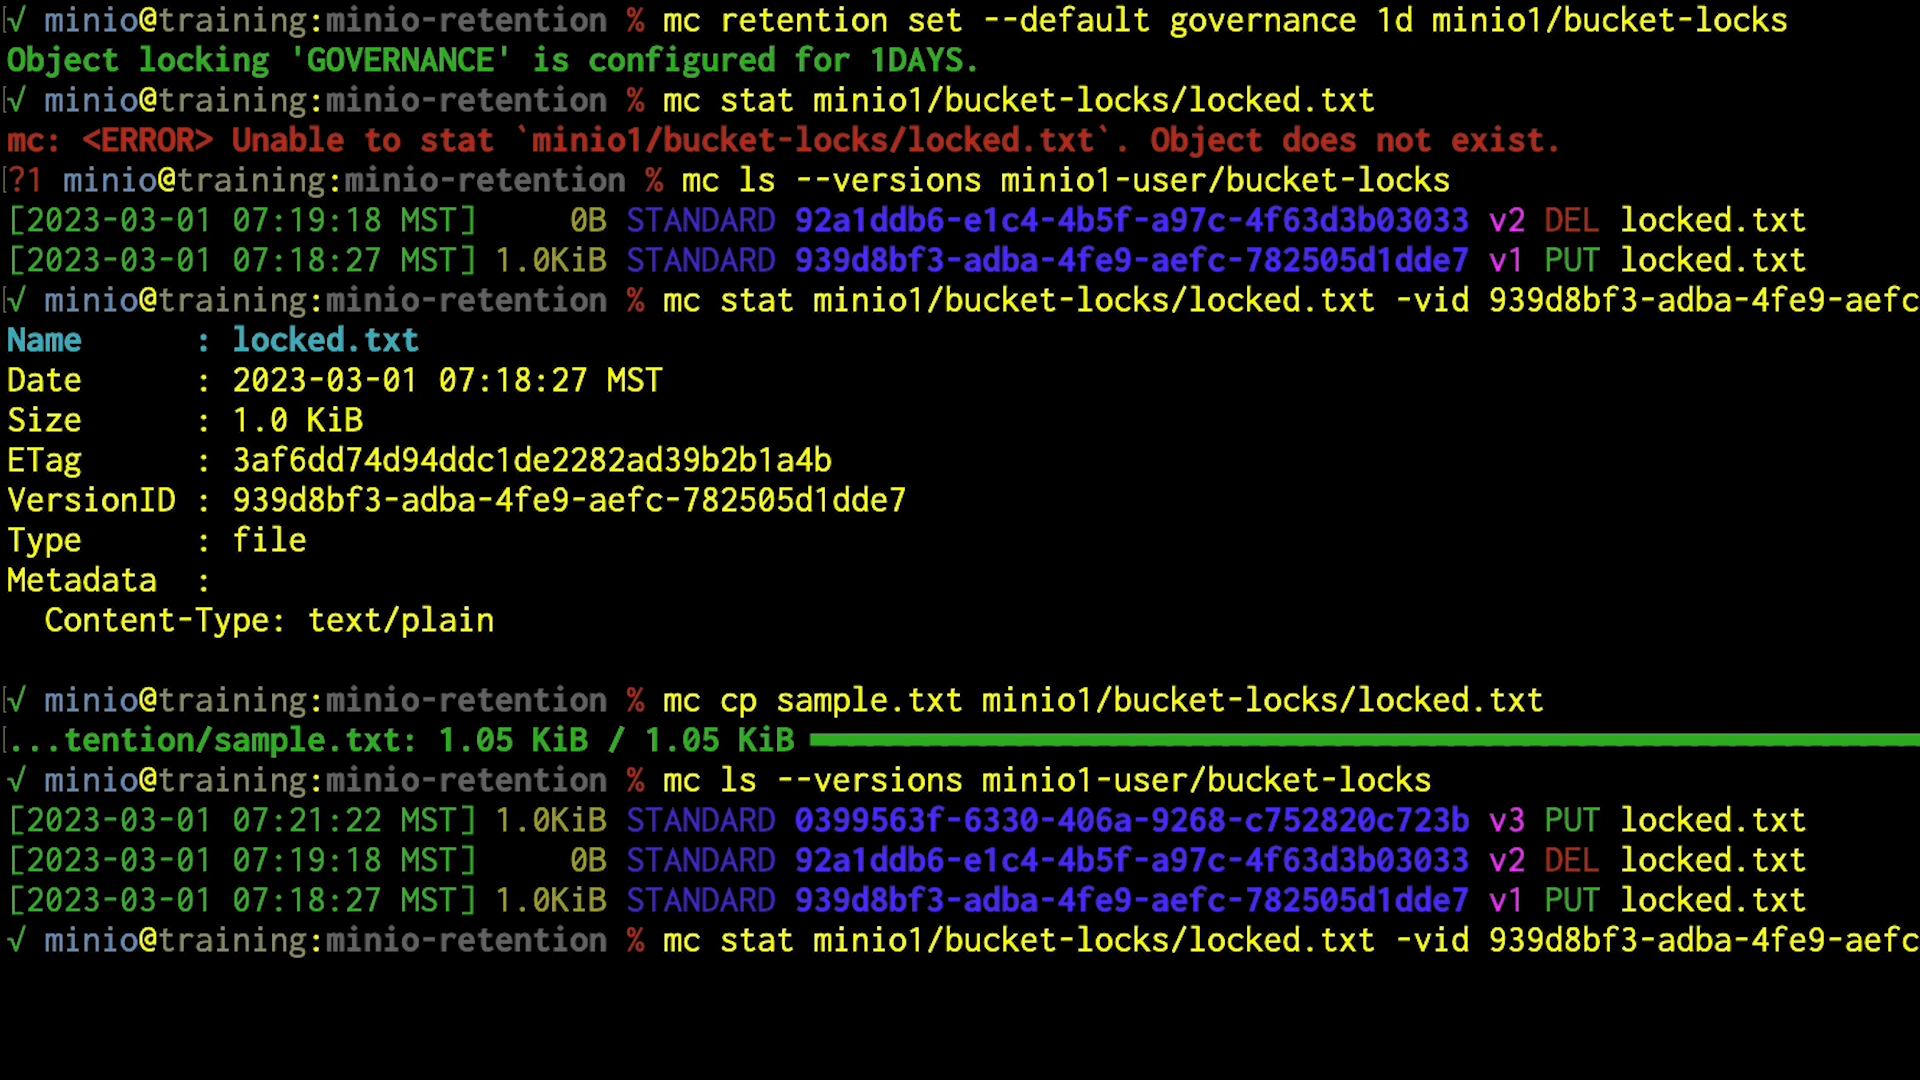 √ minio@training:minio-retention % mc retention set --default governance 1d minio1/bucket-locks
Object locking 'GOVERNANCE' is configured for 1DAYS.
√ minio@training:minio-retention % mc stat minio1/bucket-locks/locked.txt
mc: <ERROR> Unable to stat `minio1/bucket-locks/locked.txt`. Object does not exist.
?1 minio@training:minio-retention % mc ls --versions minio1-user/bucket-locks
[2023-03-01 07:19:18 MST]     0B STANDARD 92a1ddb6-e1c4-4b5f-a97c-4f63d3b03033 v2 DEL locked.txt
[2023-03-01 07:18:27 MST] 1.0KiB STANDARD 939d8bf3-adba-4fe9-aefc-782505d1dde7 v1 PUT locked.txt
√ minio@training:minio-retention % mc stat minio1/bucket-locks/locked.txt -vid 939d8bf3-adba-4fe9-aefc
Name      : locked.txt
Date      : 2023-03-01 07:18:27 MST
Size      : 1.0 KiB
ETag      : 3af6dd74d94ddc1de2282ad39b2b1a4b
VersionID : 939d8bf3-adba-4fe9-aefc-782505d1dde7
Type      : file
Metadata  :
  Content-Type: text/plain
√ minio@training:minio-retention % mc cp sample.txt minio1/bucket-locks/locked.txt
...tention/sample.txt: 1.05 KiB / 1.05 KiB
√ minio@training:minio-retention % mc ls --versions minio1-user/bucket-locks
[2023-03-01 07:21:22 MST] 1.0KiB STANDARD 0399563f-6330-406a-9268-c752820c723b v3 PUT locked.txt
[2023-03-01 07:19:18 MST]     0B STANDARD 92a1ddb6-e1c4-4b5f-a97c-4f63d3b03033 v2 DEL locked.txt
[2023-03-01 07:18:27 MST] 1.0KiB STANDARD 939d8bf3-adba-4fe9-aefc-782505d1dde7 v1 PUT locked.txt
√ minio@training:minio-retention % mc stat minio1/bucket-locks/locked.txt -vid 939d8bf3-adba-4fe9-aefc